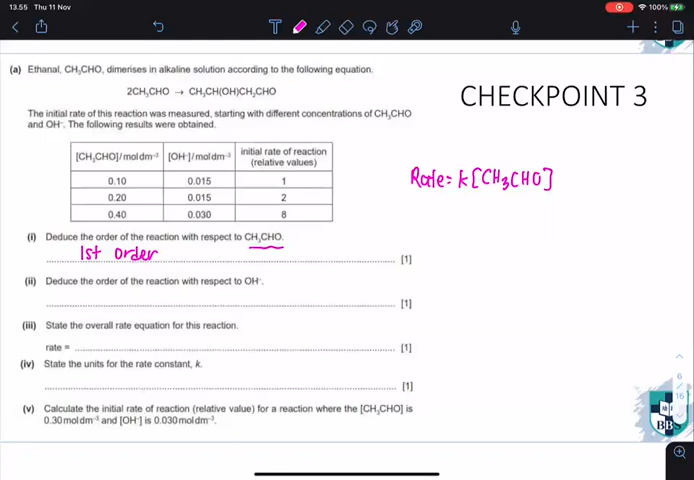 13.55 Thu 11 Nov
100%
(a) Ethanal, CH₃CHO, dimerises in alkaline solution according to the following equation.
2CH₃CHO → CH₃CH(OH)CH₂CHO
The initial rate of this reaction was measured, starting with different concentrations of CH₃CHO
and OH⁻. The following results were obtained.
[CH₃CHO]/mol dm⁻³ [OH⁻]/mol dm⁻³ initial rate of reaction
(relative values)
0.10 0.015 1
0.20 0.015 2
0.40 0.030 8
(i) Deduce the order of the reaction with respect to CH₃CHO.
1st order
[1]
(ii) Deduce the order of the reaction with respect to OH⁻.
[1]
(iii) State the overall rate equation for this reaction.
rate = [1]
(iv) State the units for the rate constant, k.
[1]
(v) Calculate the initial rate of reaction (relative value) for a reaction where the [CH₃CHO] is
0.30 mol dm⁻³ and [OH⁻] is 0.030 mol dm⁻³.
CHECKPOINT 3
Rate = k[CH₃CHO]
6
16
BBS